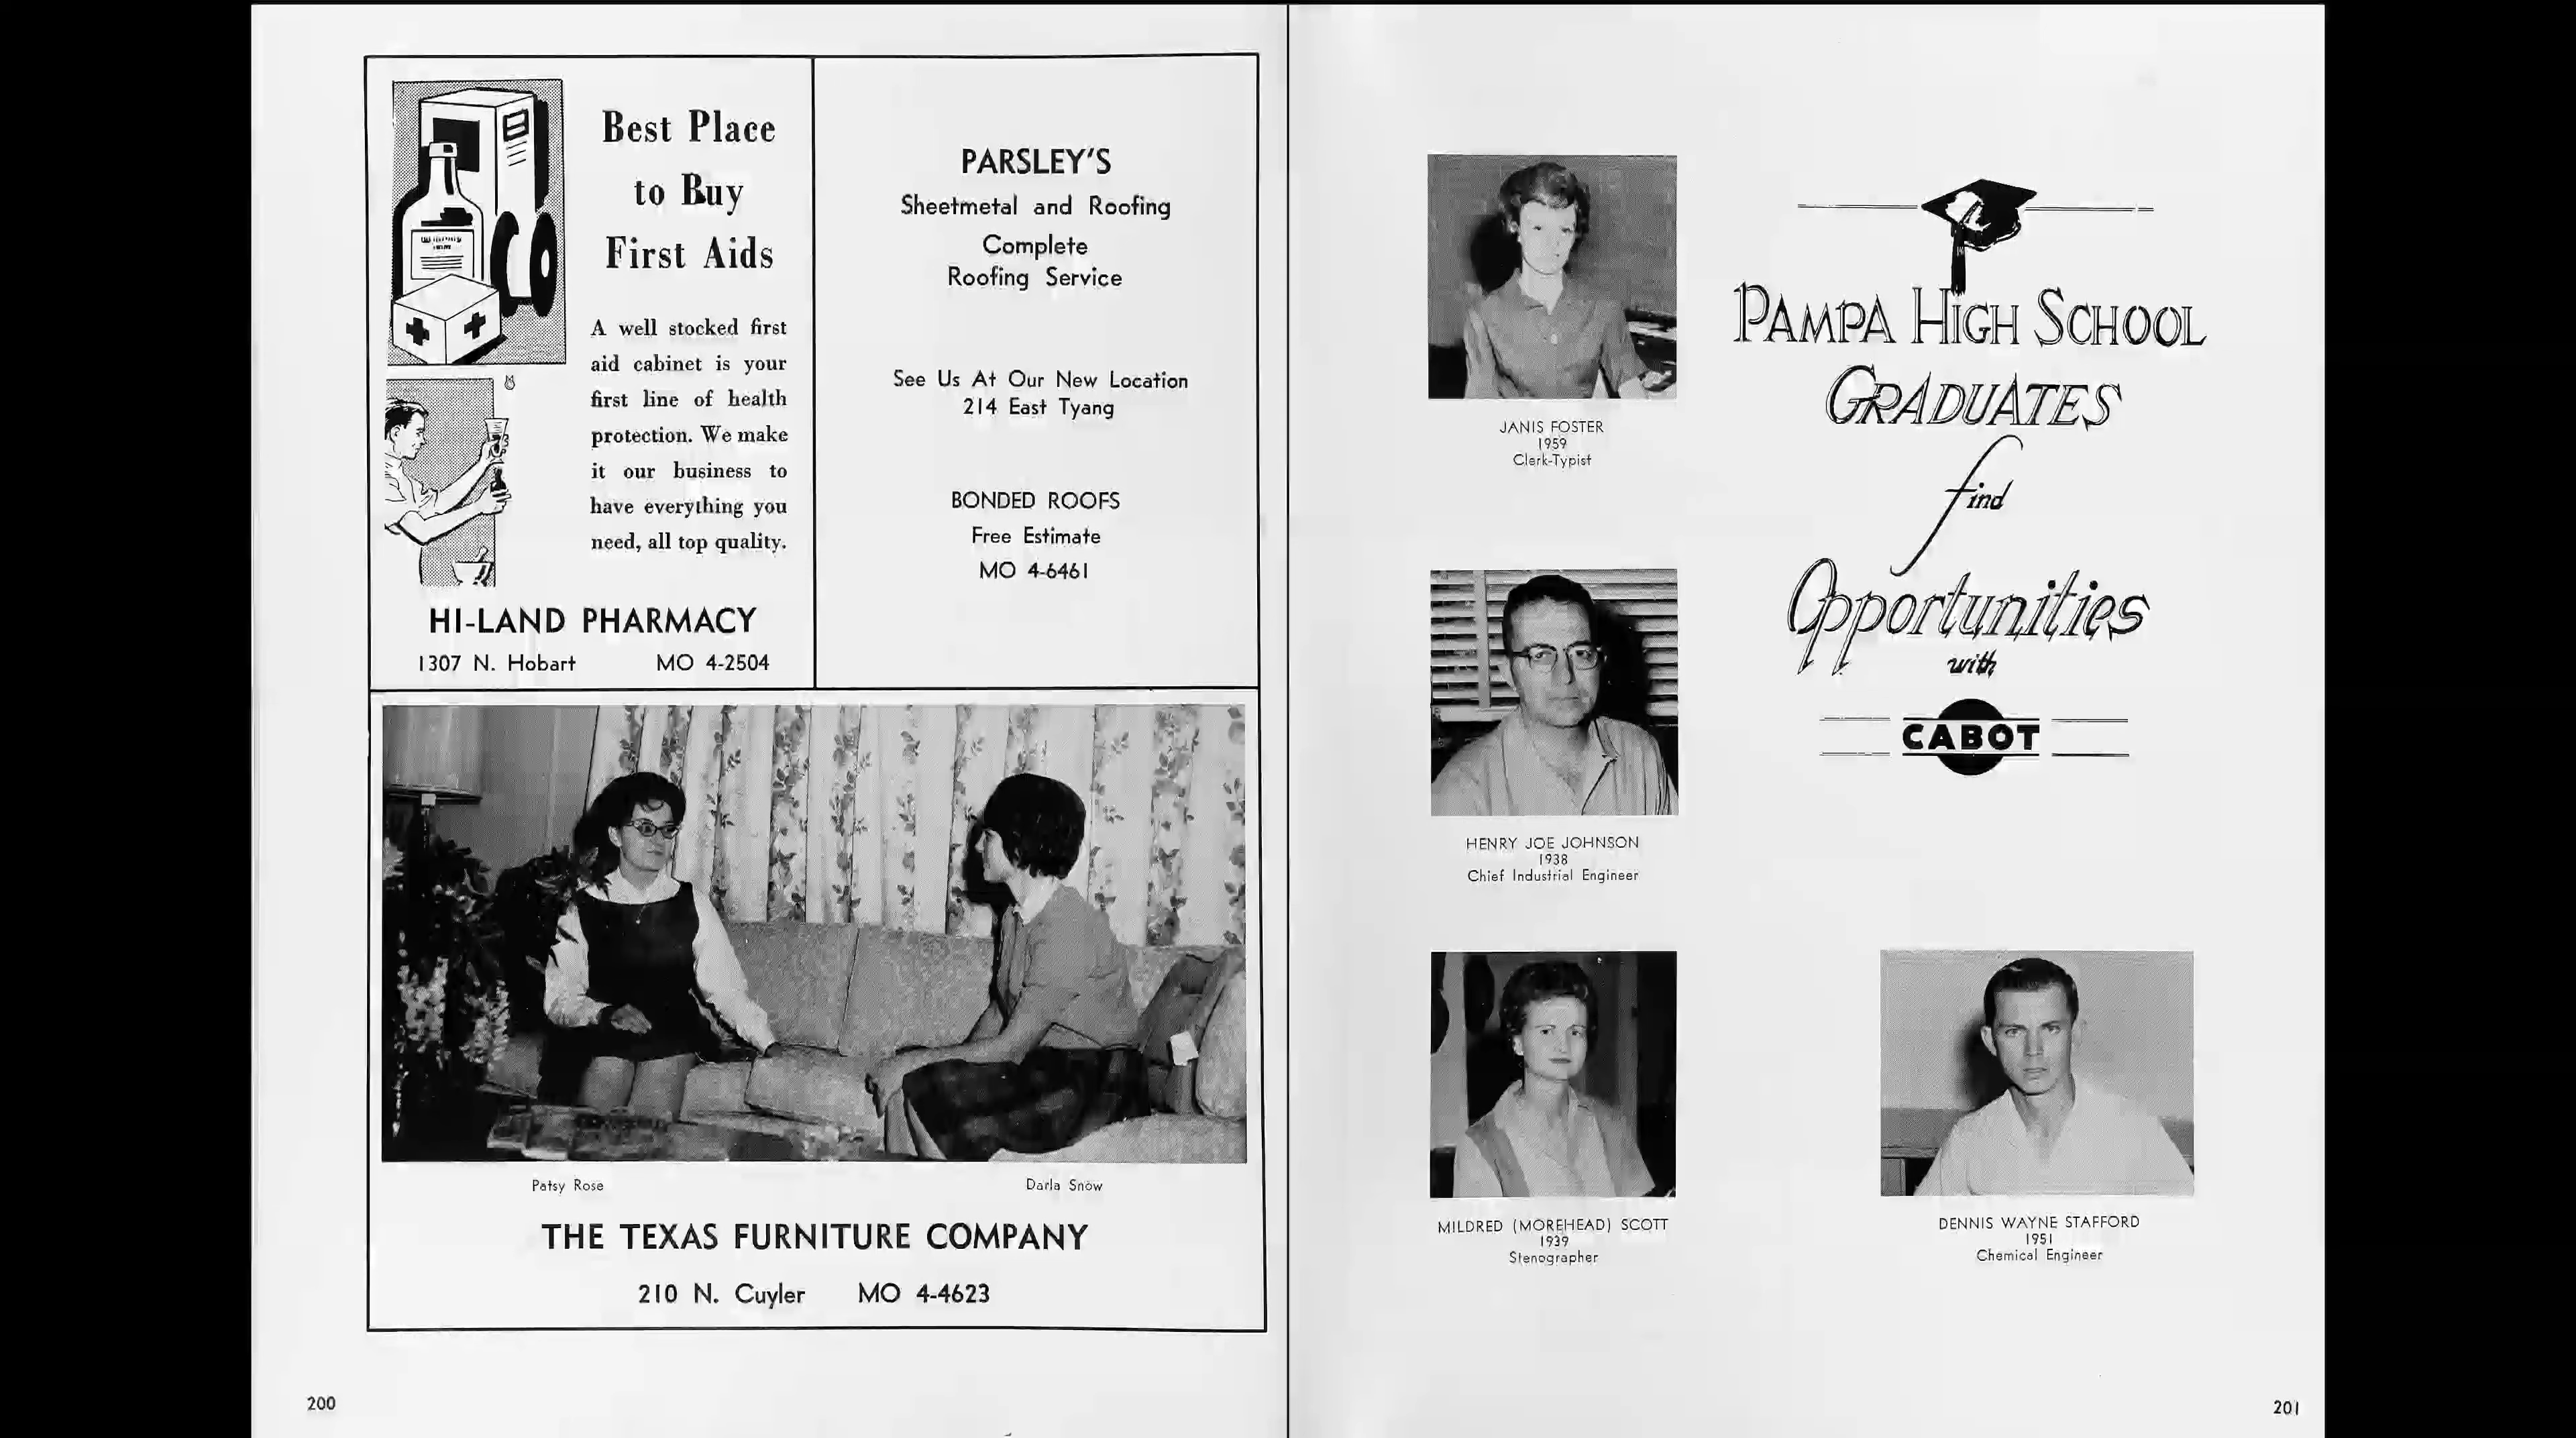 Best Place
to Buy
First Aids
A well stocked first
aid cabinet is your
first line of health
protection. We make
it our business to
have everything you
need, all top quality.
HI-LAND PHARMACY
1307 N. Hobart MO 4-2504
PARSLEY'S
Sheetmetal and Roofing
Complete
Roofing Service
See Us At Our New Location
214 East Tyang
BONDED ROOFS
Free Estimate
MO 4-6461
Patsy Rose Darla Snow
THE TEXAS FURNITURE COMPANY
210 N. Cuyler MO 4-4623
200
JANIS FOSTER
1959
Clerk-Typist
PAMPA HIGH SCHOOL
GRADUATES
find
Opportunities
with
CABOT
HENRY JOE JOHNSON
1938
Chief Industrial Engineer
MILDRED (MOREHEAD) SCOTT
1939
Stenographer
DENNIS WAYNE STAFFORD
1951
Chemical Engineer
201